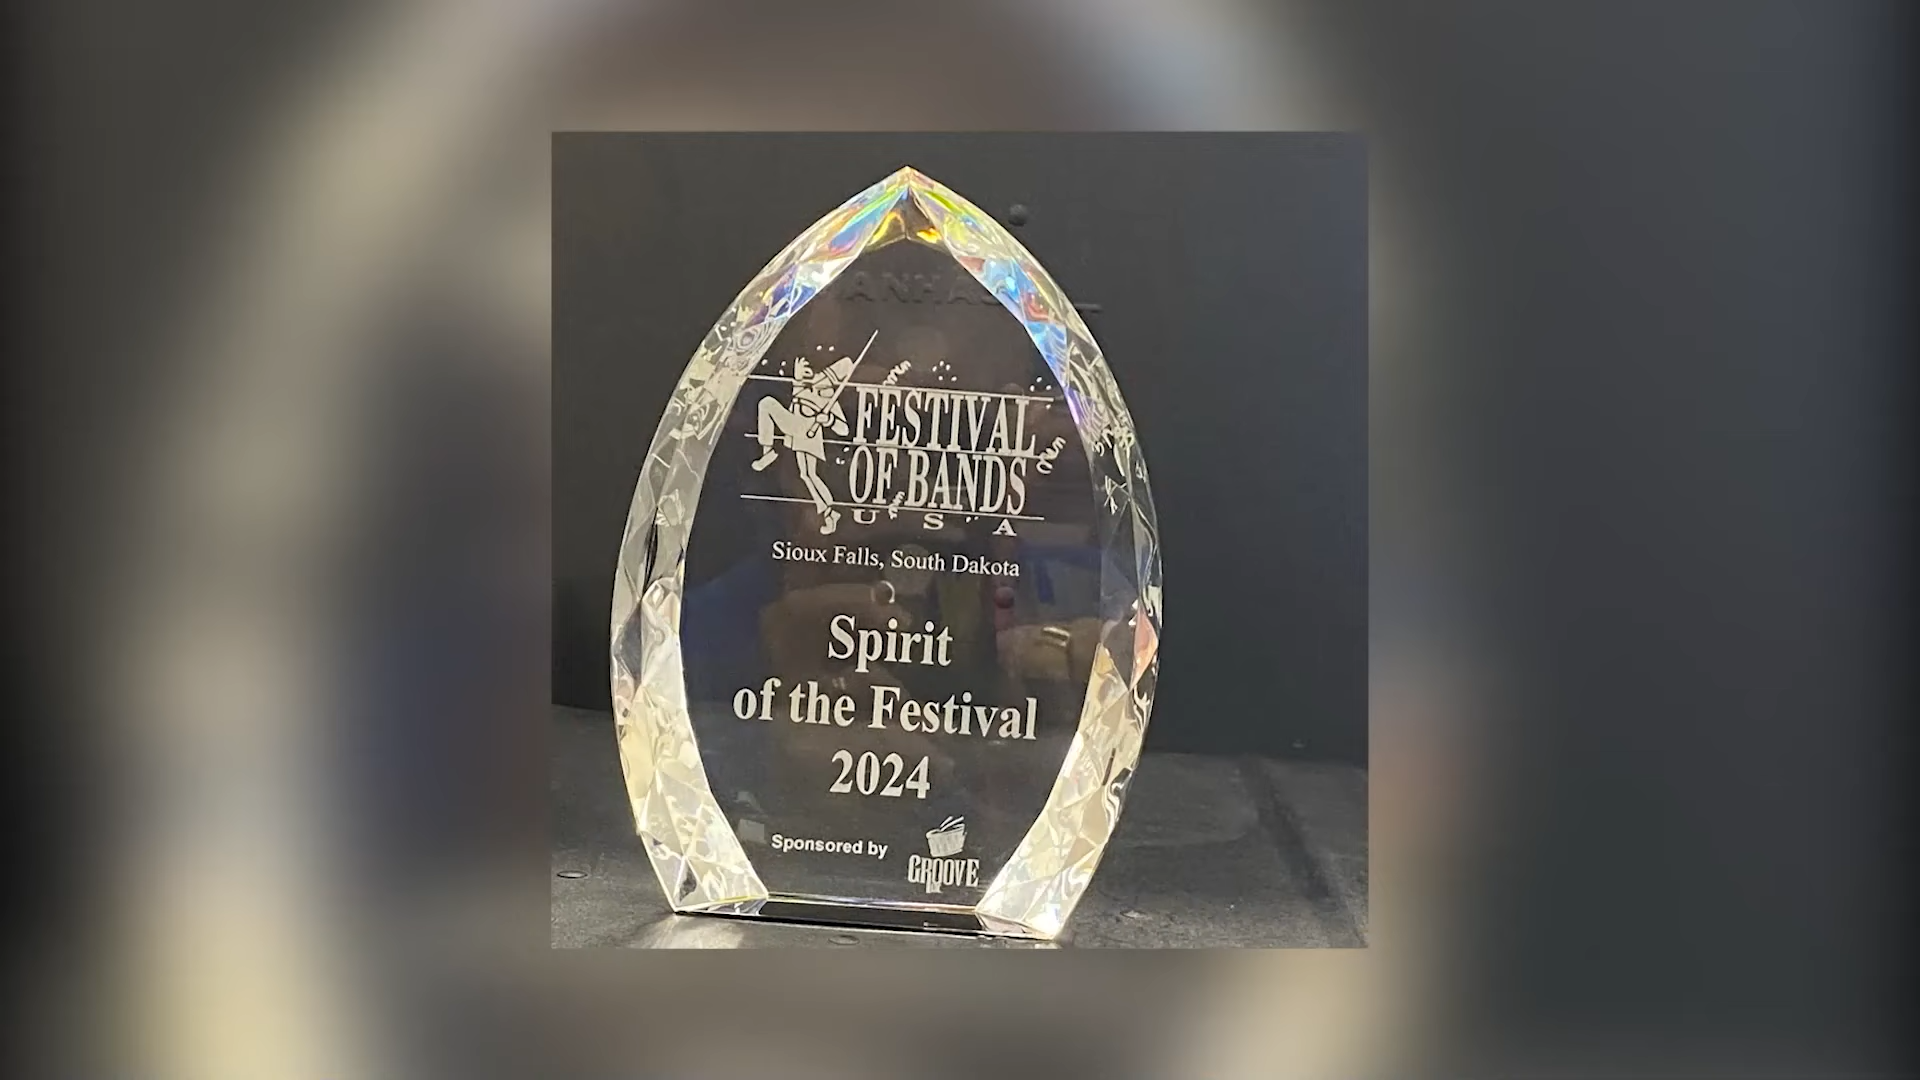 FESTIVAL
OF BANDS
U S A
Sioux Falls, South Dakota
Spirit
of the Festival
2024
Sponsored by
GROOVE